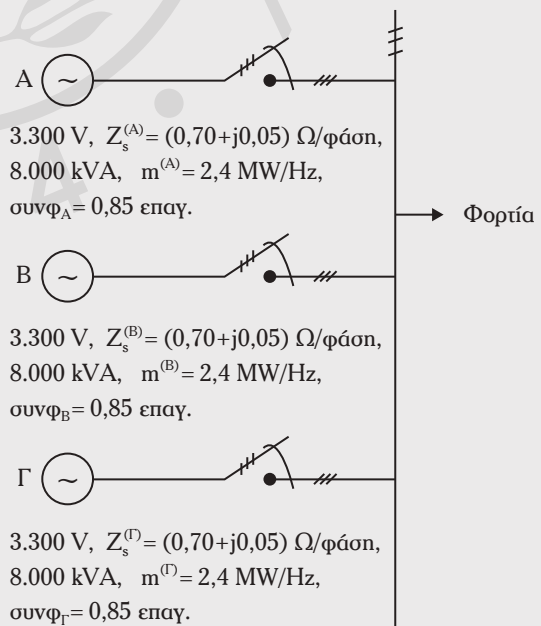 A ~
3.300 V, Z_s^(A) = (0,70+j0,05) Ω/φάση,
8.000 kVA, m^(A) = 2,4 MW/Hz,
συνφ_A = 0,85 επαγ.
Φορτία
B ~
3.300 V, Z_s^(B) = (0,70+j0,05) Ω/φάση,
8.000 kVA, m^(B) = 2,4 MW/Hz,
συνφ_B = 0,85 επαγ.
Γ ~
3.300 V, Z_s^(Γ) = (0,70+j0,05) Ω/φάση,
8.000 kVA, m^(Γ) = 2,4 MW/Hz,
συνφ_Γ = 0,85 επαγ.